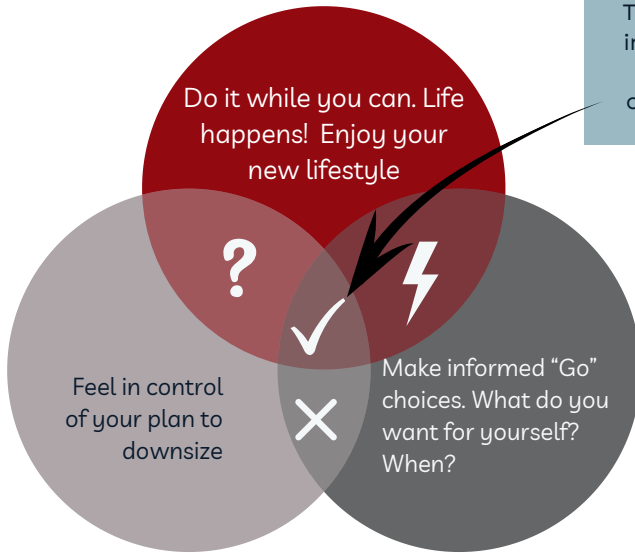 Do it while you can. Life
happens!  Enjoy your
new lifestyle
?
Feel in control
of your plan to
downsize
Make informed “Go”
choices. What do you
want for yourself?
When?